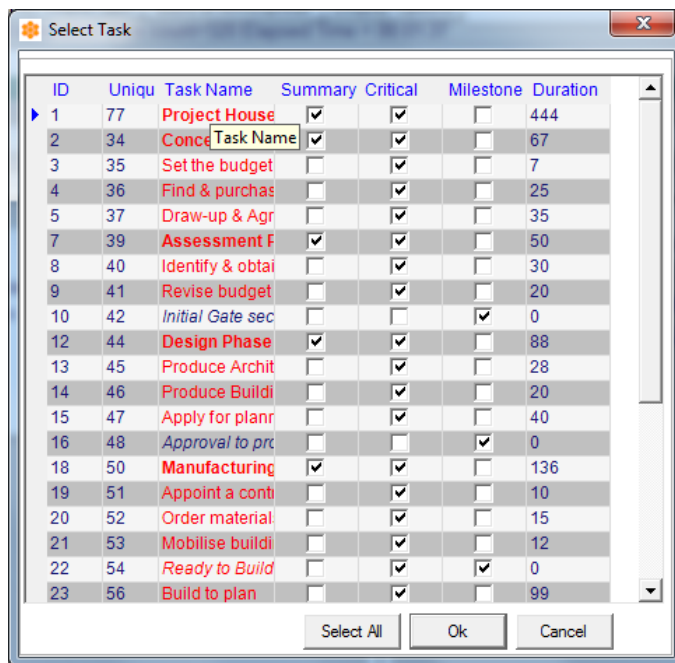 Select Task
ID Uniqu Task Name Summary Critical Milestone Duration
1 77 Project House 444
2 34 Conce Task Name 67
3 35 Set the budget 7
4 36 Find & purchas 25
5 37 Draw-up & Agr 35
7 39 Assessment P 50
8 40 Identify & obtai 30
9 41 Revise budget 20
10 42 Initial Gate sec 0
12 44 Design Phase 88
13 45 Produce Archit 28
14 46 Produce Buildi 20
15 47 Apply for planr 40
16 48 Approval to pro 0
18 50 Manufacturing 136
19 51 Appoint a conti 10
20 52 Order material 15
21 53 Mobilise buildi 12
22 54 Ready to Build 0
23 56 Build to plan 99
Select All Ok Cancel